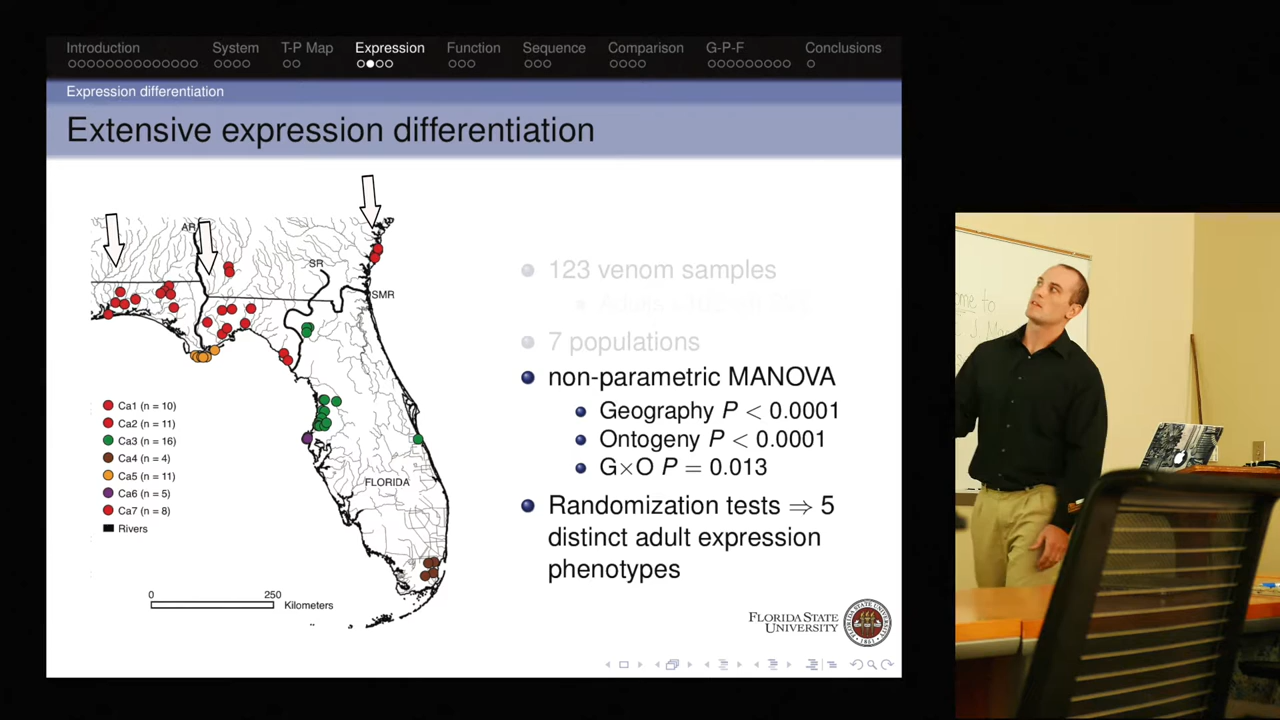 Introduction System T-P Map Expression Function Sequence Comparison G-P-F Conclusions
Expression differentiation
Extensive expression differentiation
AR
SR
SMR
FLORIDA
Ca1 (n = 10)
Ca2 (n = 11)
Ca3 (n = 16)
Ca4 (n = 4)
Ca5 (n = 11)
Ca6 (n = 5)
Ca7 (n = 8)
Rivers
0 250
Kilometers
123 venom samples
7 populations
non-parametric MANOVA
Geography P < 0.0001
Ontogeny P < 0.0001
G×O P = 0.013
Randomization tests ⇒ 5
distinct adult expression
phenotypes
FLORIDA STATE
UNIVERSITY
1851